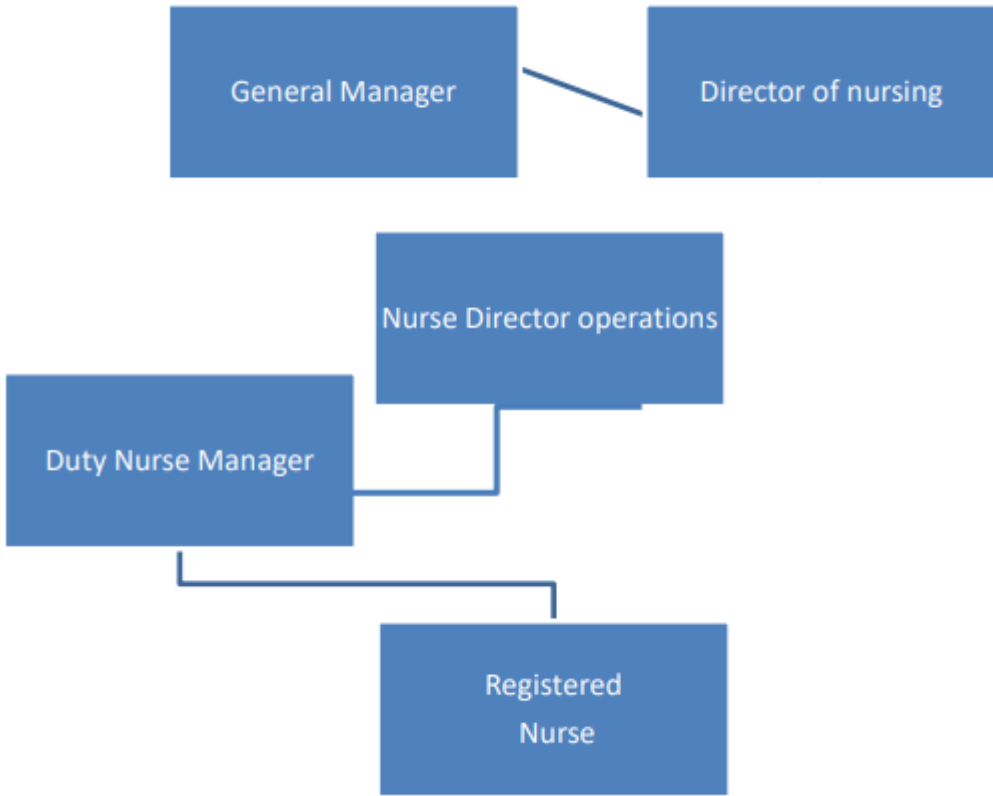 General Manager
Director of nursing
Nurse Director operations
Duty Nurse Manager
Registered
Nurse